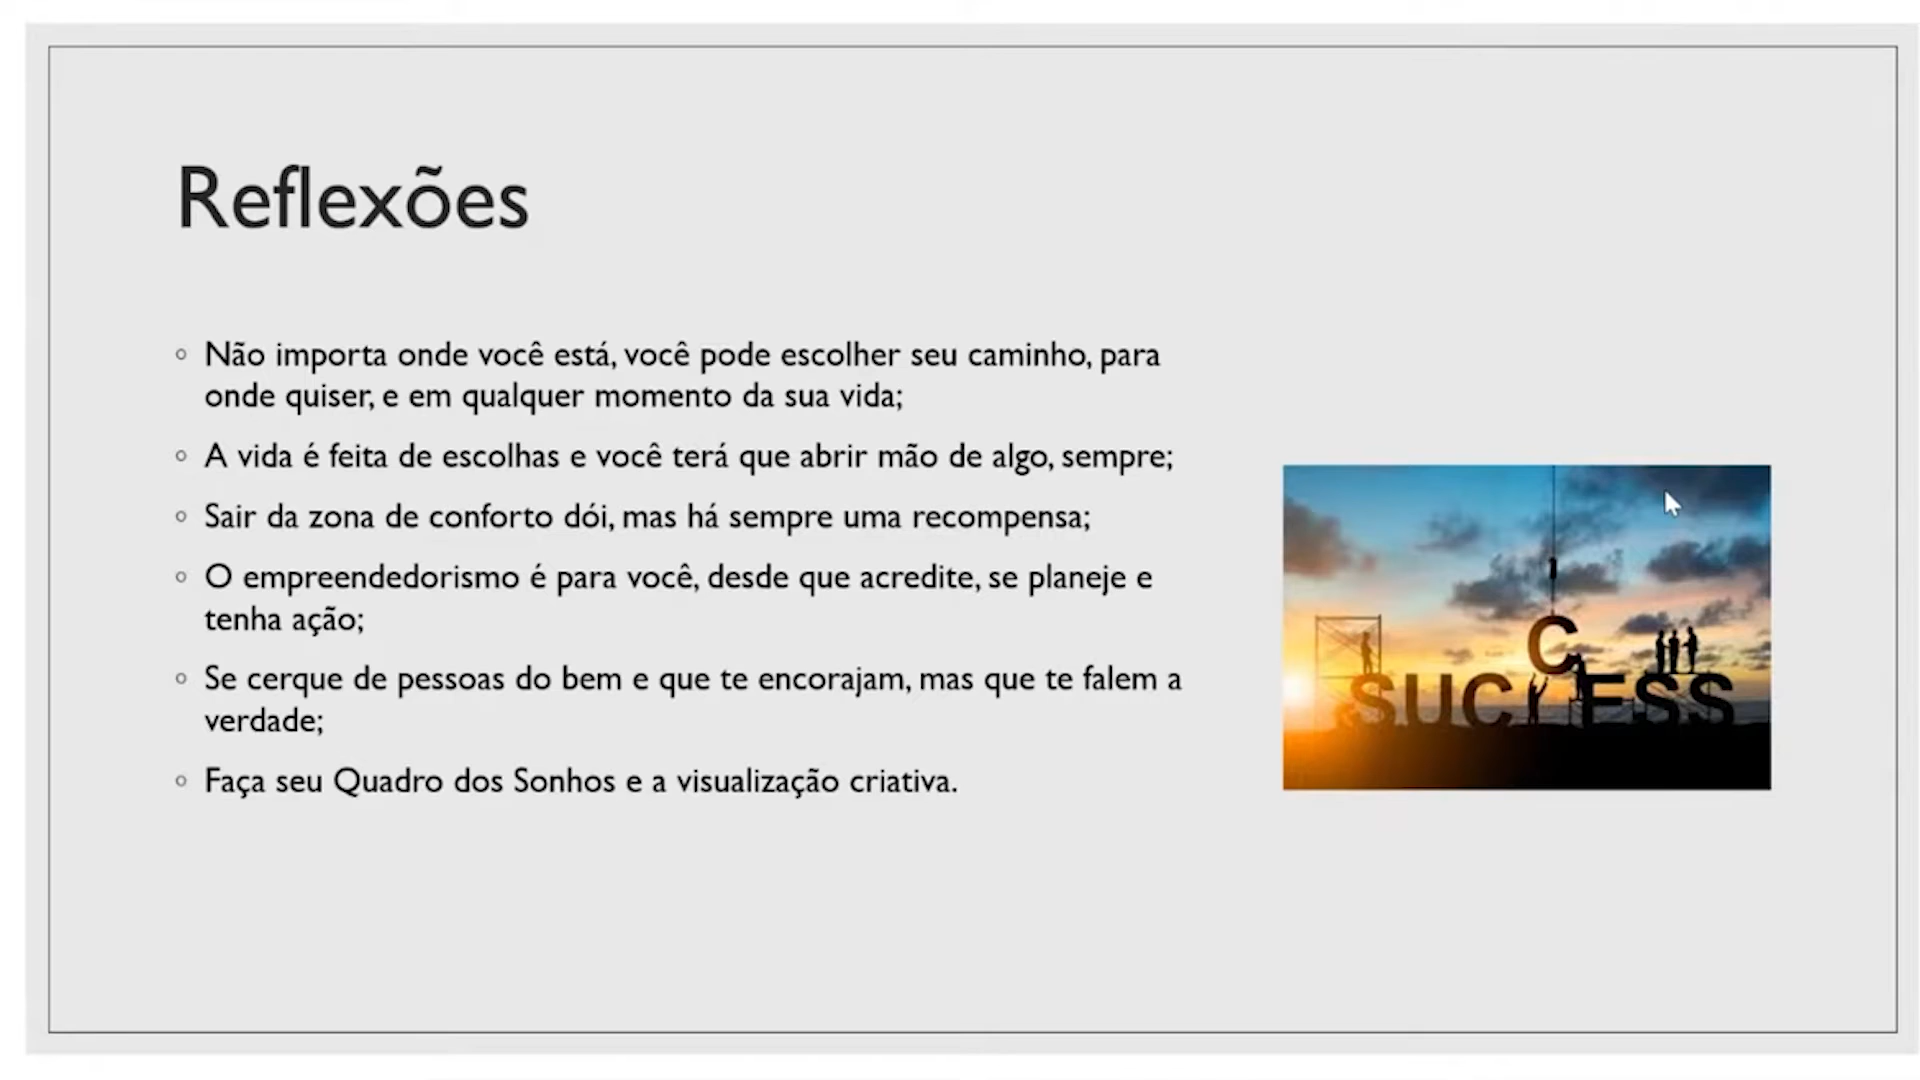 Reflexões
◦ Não importa onde você está, você pode escolher seu caminho, para
onde quiser, e em qualquer momento da sua vida;
◦ A vida é feita de escolhas e você terá que abrir mão de algo, sempre;
◦ Sair da zona de conforto dói, mas há sempre uma recompensa;
◦ O empreendedorismo é para você, desde que acredite, se planeje e
tenha ação;
◦ Se cerque de pessoas do bem e que te encorajam, mas que te falem a
verdade;
◦ Faça seu Quadro dos Sonhos e a visualização criativa.
C
SUC ESS